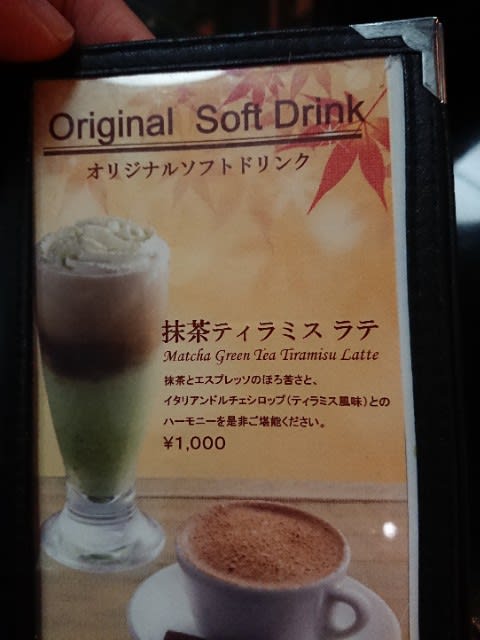 Original Soft Drink
オリジナルソフトドリンク
抹茶ティラミス ラテ
Matcha Green Tea Tiramisu Latte
抹茶とエスプレッソのほろ苦さと、
イタリアンドルチェシロップ(ティラミス風味)との
ハーモニーを是非ご堪能ください。
¥1,000